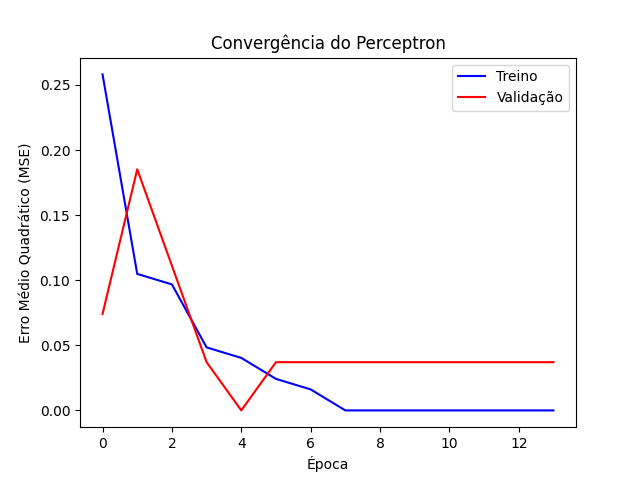 Convergência do Perceptron
Treino
Validação
Erro Médio Quadrático (MSE)
0.25
0.20
0.15
0.10
0.05
0.00
0 2 4 6 8 10 12
Época